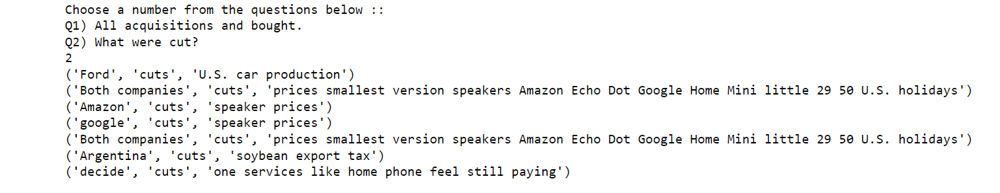 Choose a number from the questions below ::
Q1) All acquisitions and bought.
Q2) What were cut?
2
('Ford', 'cuts', 'U.S. car production')
('Both companies', 'cuts', 'prices smallest version speakers Amazon Echo Dot Google Home Mini little 29 50 U.S. holidays')
('Amazon', 'cuts', 'speaker prices')
('google', 'cuts', 'speaker prices')
('Both companies', 'cuts', 'prices smallest version speakers Amazon Echo Dot Google Home Mini little 29 50 U.S. holidays')
('Argentina', 'cuts', 'soybean export tax')
('decide', 'cuts', 'one services like home phone feel still paying')